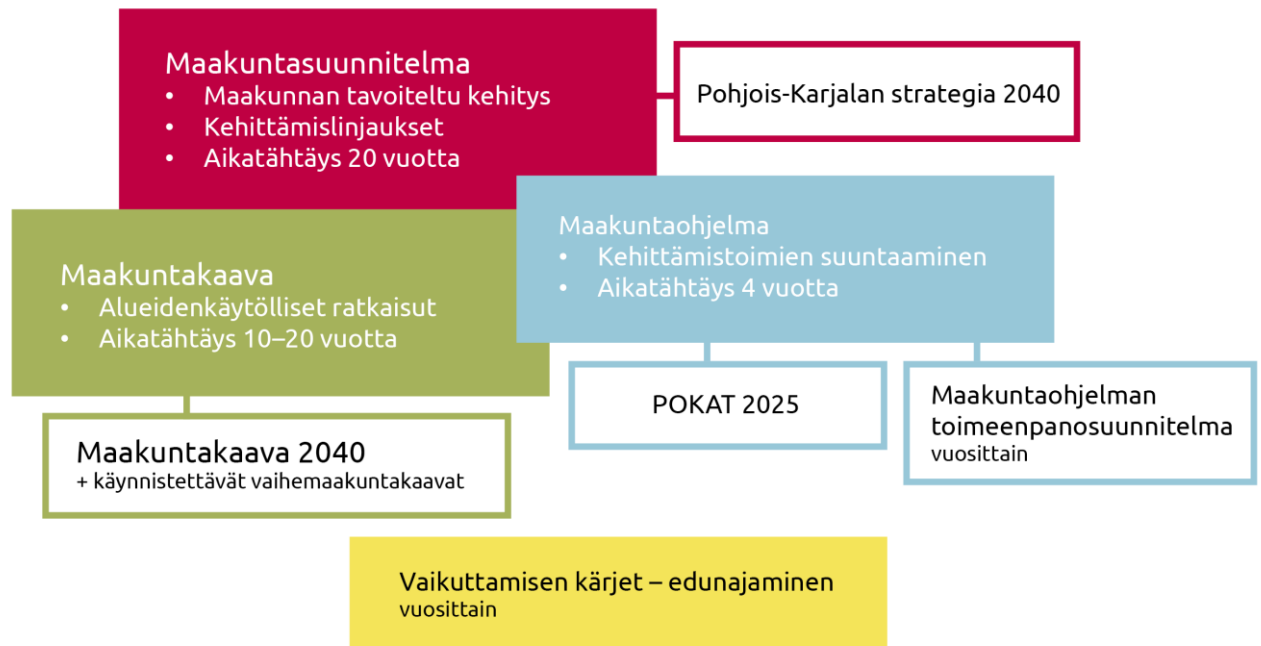 Maakuntasuunnitelma
• Maakunnan tavoiteltu kehitys
• Kehittämislinjaukset
• Aikatähtäys 20 vuotta
Pohjois-Karjalan strategia 2040
Maakuntaohjelma
• Kehittämistoimien suuntaaminen
• Aikatähtäys 4 vuotta
Maakuntakaava
• Alueidenkäytölliset ratkaisut
• Aikatähtäys 10–20 vuotta
POKAT 2025
Maakuntaohjelman
toimeenpanosuunnitelma
vuosittain
Maakuntakaava 2040
+ käynnistettävät vaihemaakuntakaavat
Vaikuttamisen kärjet – edunajaminen
vuosittain